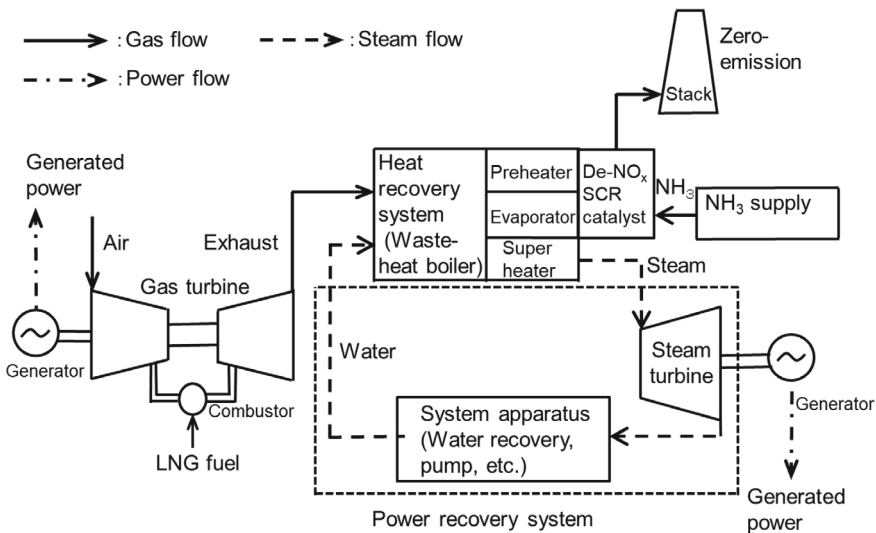 : Gas flow
: Steam flow
: Power flow
Zero-
emission
Stack
Generated
power
Heat
recovery
system
(Waste-
heat boiler)
Preheater
Evaporator
Super
heater
De-NOx
SCR
catalyst
NH3
NH3 supply
Air
Exhaust
Steam
Gas turbine
Generator
Combustor
LNG fuel
Water
Steam
turbine
Generator
System apparatus
(Water recovery,
pump, etc.)
Generated
power
Power recovery system